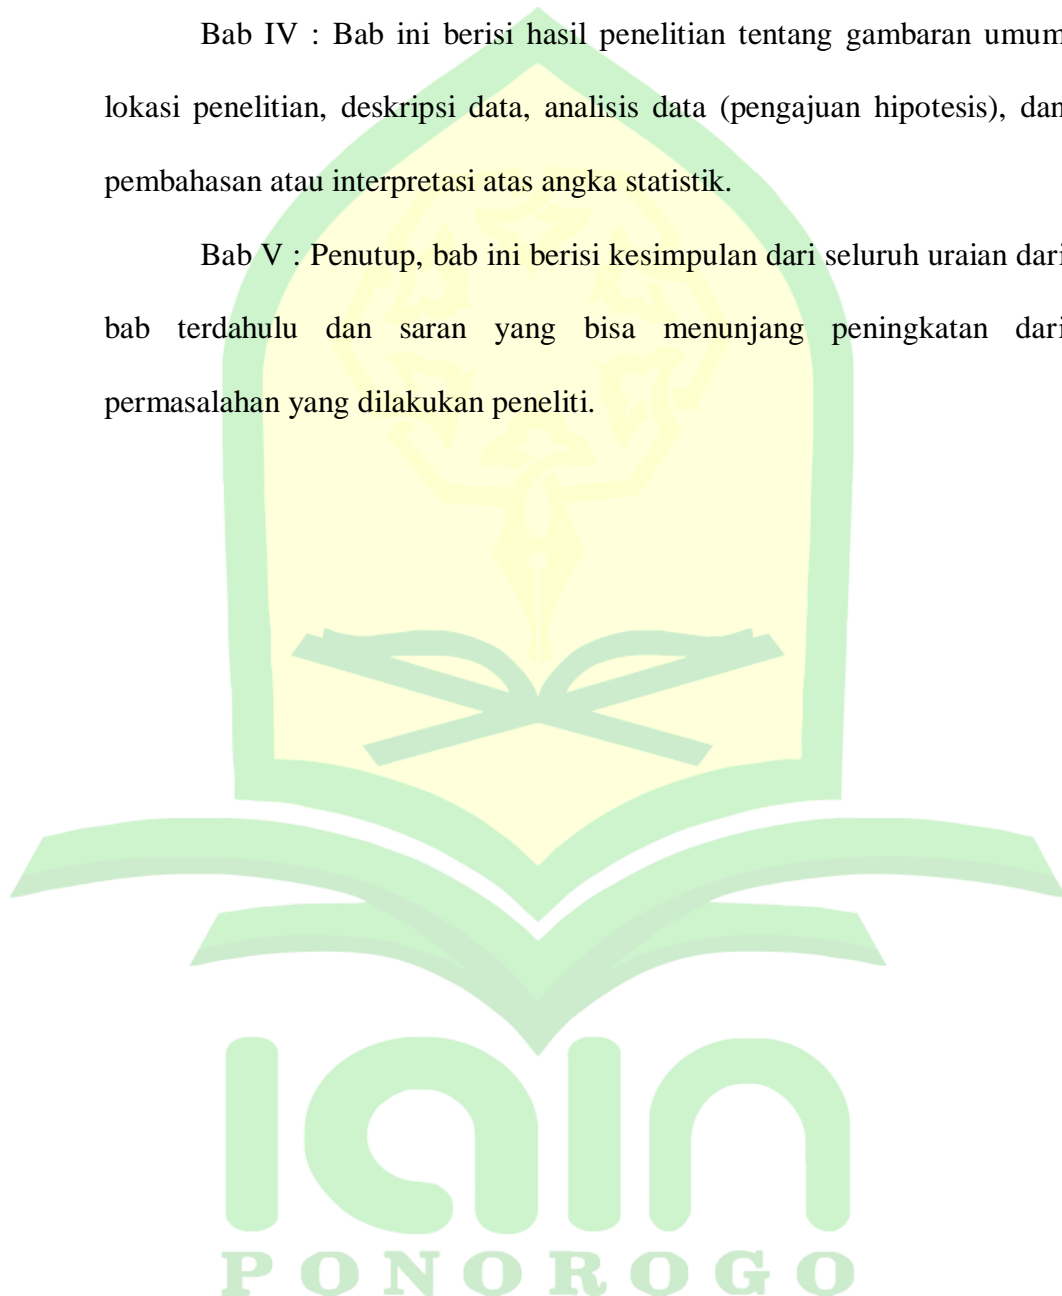 Bab IV : Bab ini berisi hasil penelitian tentang gambaran umum
lokasi penelitian, deskripsi data, analisis data (pengajuan hipotesis), dan
pembahasan atau interpretasi atas angka statistik.
Bab V : Penutup, bab ini berisi kesimpulan dari seluruh uraian dari
bab terdahulu dan saran yang bisa menunjang peningkatan dari
permasalahan yang dilakukan peneliti.
IAIN
PONOROGO